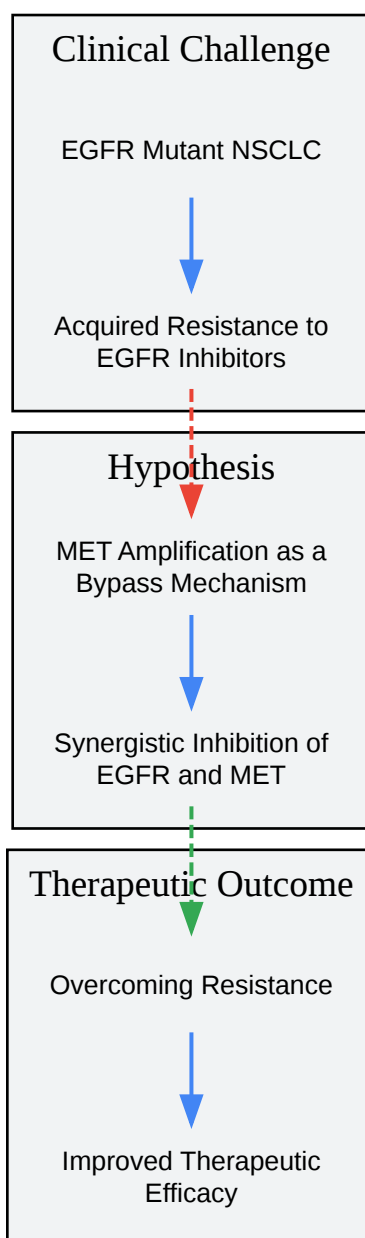 Clinical Challenge
EGFR Mutant NSCLC
Acquired Resistance to
EGFR Inhibitors
Hypothesis
MET Amplification as a
Bypass Mechanism
Synergistic Inhibition of
EGFR and MET
Therapeutic Outcome
Overcoming Resistance
Improved Therapeutic
Efficacy